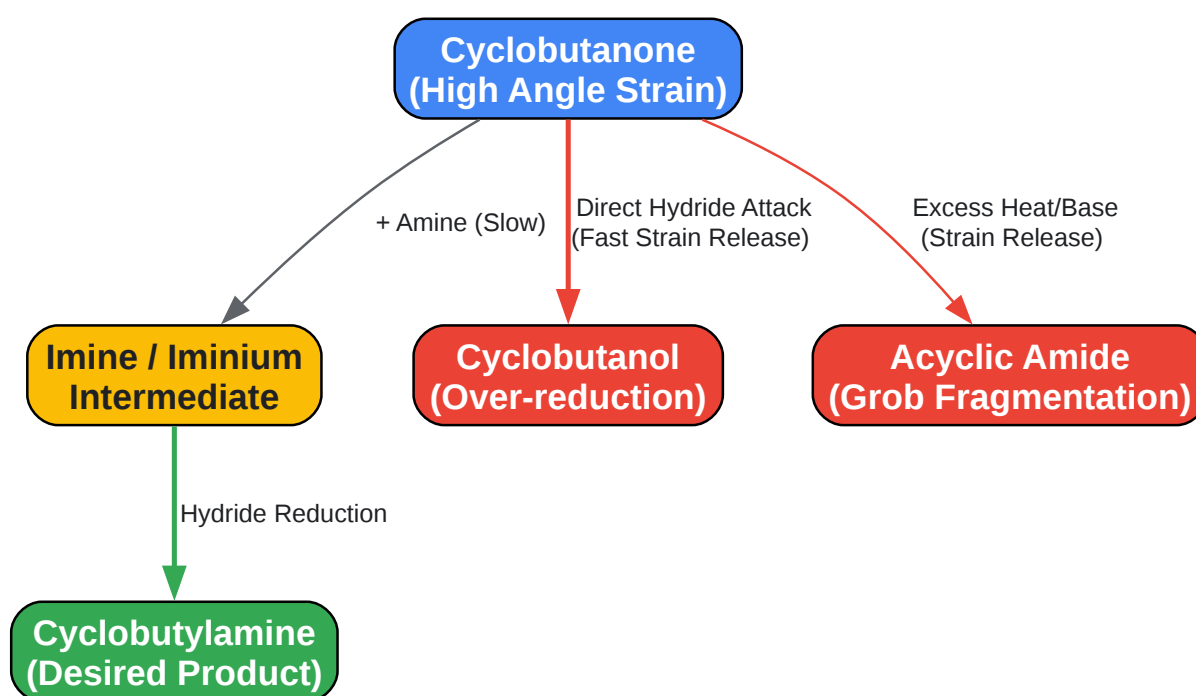 Cyclobutanone
(High Angle Strain)
+ Amine (Slow)
Direct Hydride Attack
(Fast Strain Release)
Excess Heat/Base
(Strain Release)
Imine / Iminium
Intermediate
Cyclobutanol
(Over-reduction)
Acyclic Amide
(Grob Fragmentation)
Hydride Reduction
Cyclobutylamine
(Desired Product)